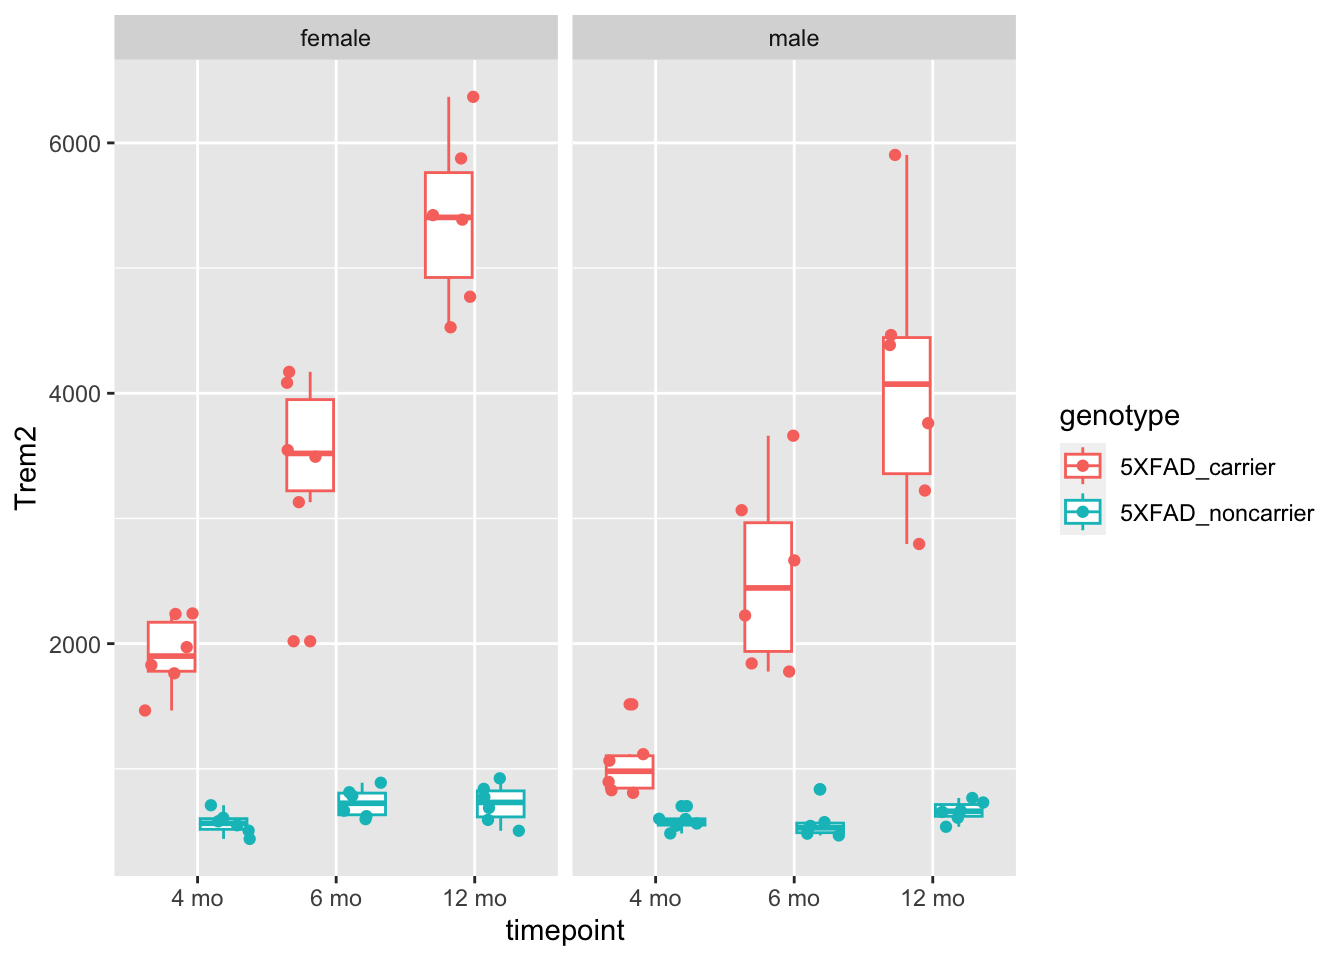 female
male
6000
4000
2000
Trem2
4 mo
6 mo
12 mo
4 mo
6 mo
12 mo
timepoint
genotype
5XFAD_carrier
5XFAD_noncarrier